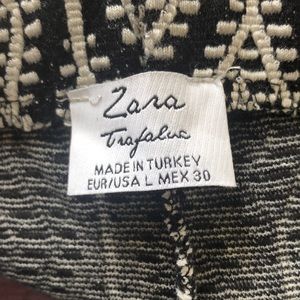 Zara
Trafaluc
MADE IN TURKEY
EUR/USA L MEX 30